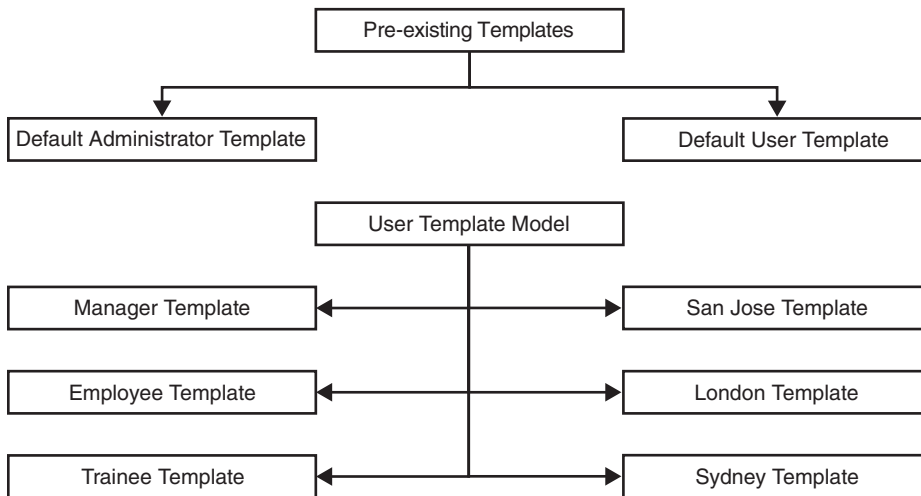 Pre-existing Templates
Default Administrator Template
Default User Template
User Template Model
Manager Template
San Jose Template
Employee Template
London Template
Trainee Template
Sydney Template